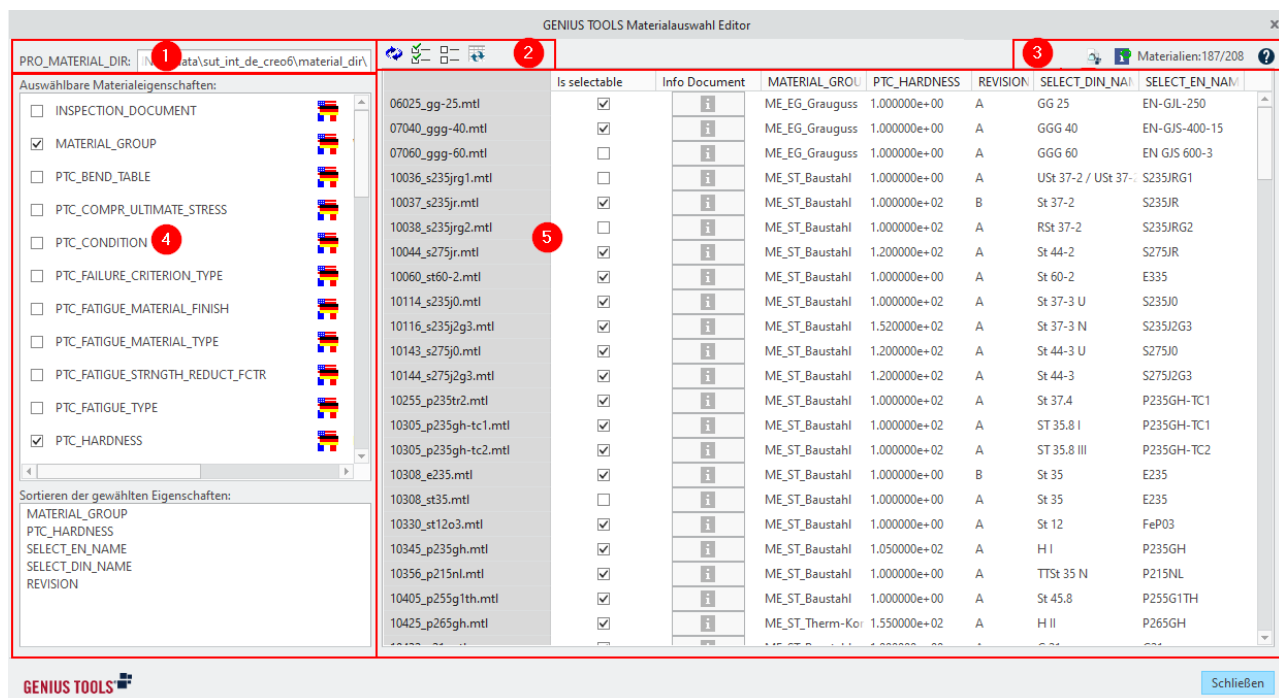 GENIUS TOOLS Materialauswahl Editor x
PRO_MATERIAL_DIR: ata\sut_int_de_creo6\material_dir\ 1 2 3 Materialien:187/208 ?
Auswählbare Materialeigenschaften:
INSPECTION_DOCUMENT
MATERIAL_GROUP
PTC_BEND_TABLE
PTC_COMPR_ULTIMATE_STRESS
PTC_CONDITION 4
PTC_FAILURE_CRITERION_TYPE
PTC_FATIGUE_MATERIAL_FINISH
PTC_FATIGUE_MATERIAL_TYPE
PTC_FATIGUE_STRNGTH_REDUCT_FCTR
PTC_FATIGUE_TYPE
PTC_HARDNESS
Sortieren der gewählten Eigenschaften:
MATERIAL_GROUP
PTC_HARDNESS
SELECT_EN_NAME
SELECT_DIN_NAME
REVISION
Is selectable Info Document MATERIAL_GROU PTC_HARDNESS REVISION SELECT_DIN_NAM SELECT_EN_NAM
06025_gg-25.mtl i ME_EG_Grauguss 1.000000e+00 A GG 25 EN-GJL-250
07040_ggg-40.mtl i ME_EG_Grauguss 1.000000e+00 A GGG 40 EN-GJS-400-15
07060_ggg-60.mtl i ME_EG_Grauguss 1.000000e+00 A GGG 60 EN GJS 600-3
10036_s235jrg1.mtl i ME_ST_Baustahl 1.000000e+00 A USt 37-2 / USt 37- S235JRG1
10037_s235jr.mtl i ME_ST_Baustahl 1.000000e+02 B St 37-2 S235JR
10038_s235jrg2.mtl 5 i ME_ST_Baustahl 1.000000e+02 A RSt 37-2 S235JRG2
10044_s275jr.mtl i ME_ST_Baustahl 1.200000e+02 A St 44-2 S275JR
10060_st60-2.mtl i ME_ST_Baustahl 1.000000e+00 A St 60-2 E335
10114_s235j0.mtl i ME_ST_Baustahl 1.000000e+02 A St 37-3 U S235J0
10116_s235j2g3.mtl i ME_ST_Baustahl 1.520000e+02 A St 37-3 N S235J2G3
10143_s275j0.mtl i ME_ST_Baustahl 1.200000e+02 A St 44-3 U S275J0
10144_s275j2g3.mtl i ME_ST_Baustahl 1.200000e+02 A St 44-3 S275J2G3
10255_p235tr2.mtl i ME_ST_Baustahl 1.000000e+02 A St 37.4 P235GH-TC1
10305_p235gh-tc1.mtl i ME_ST_Baustahl 1.000000e+02 A ST 35.8 I P235GH-TC1
10305_p235gh-tc2.mtl i ME_ST_Baustahl 1.000000e+02 A ST 35.8 III P235GH-TC2
10308_e235.mtl i ME_ST_Baustahl 1.000000e+00 B St 35 E235
10308_st35.mtl i ME_ST_Baustahl 1.000000e+00 A St 35 E235
10330_st12o3.mtl i ME_ST_Baustahl 1.000000e+00 A St 12 FeP03
10345_p235gh.mtl i ME_ST_Baustahl 1.050000e+02 A H I P235GH
10356_p215nl.mtl i ME_ST_Baustahl 1.000000e+00 A TTSt 35 N P215NL
10405_p255g1th.mtl i ME_ST_Baustahl 1.000000e+00 A St 45.8 P255G1TH
10425_p265gh.mtl i ME_ST_Therm-Kor 1.550000e+02 A H II P265GH
GENIUS TOOLS Schließen